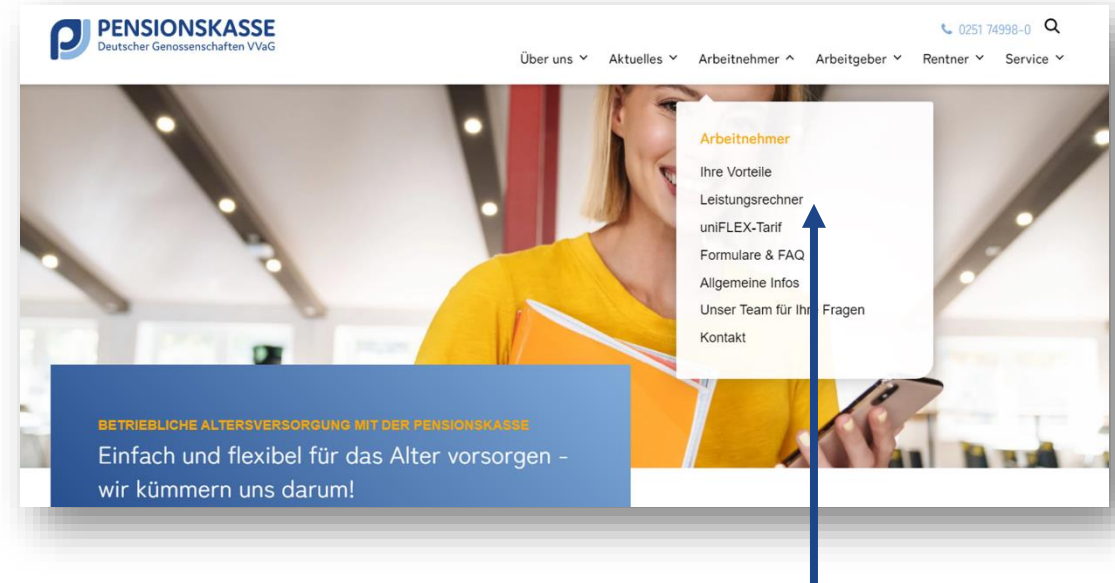 PENSIONSKASSE
Deutscher Genossenschaften VVaG
0251 74998-0
Über uns Aktuelles Arbeitnehmer Arbeitgeber Rentner Service
Arbeitnehmer
Ihre Vorteile
Leistungsrechner
uniFLEX-Tarif
Formulare & FAQ
Allgemeine Infos
Unser Team für Ihre Fragen
Kontakt
BETRIEBLICHE ALTERSVERSORGUNG MIT DER PENSIONSKASSE
Einfach und flexibel für das Alter vorsorgen -
wir kümmern uns darum!